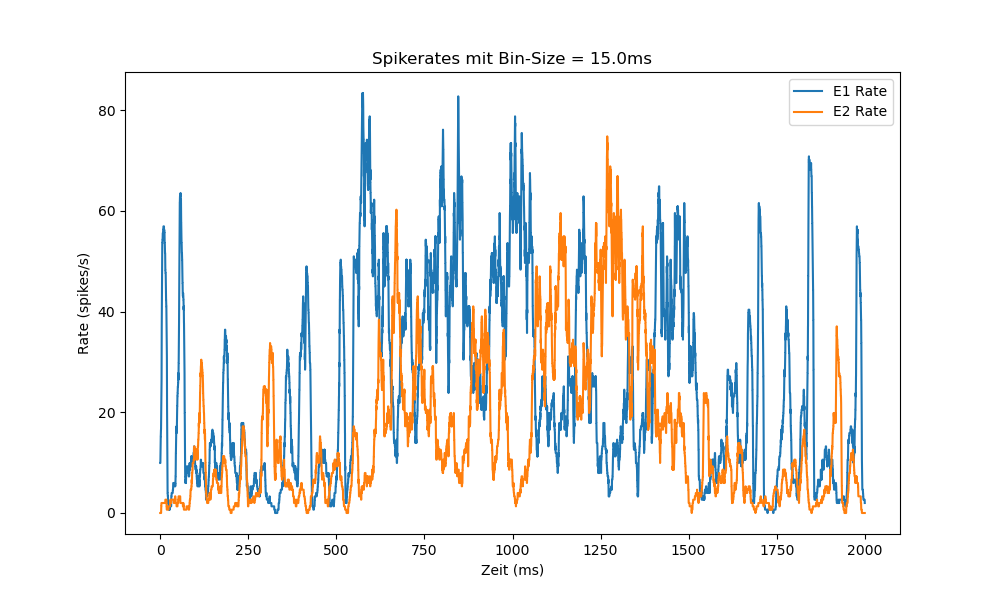 Spikerates mit Bin-Size = 15.0ms
E1 Rate
E2 Rate
Rate (spikes/s)
80
60
40
20
0
0 250 500 750 1000 1250 1500 1750 2000
Zeit (ms)